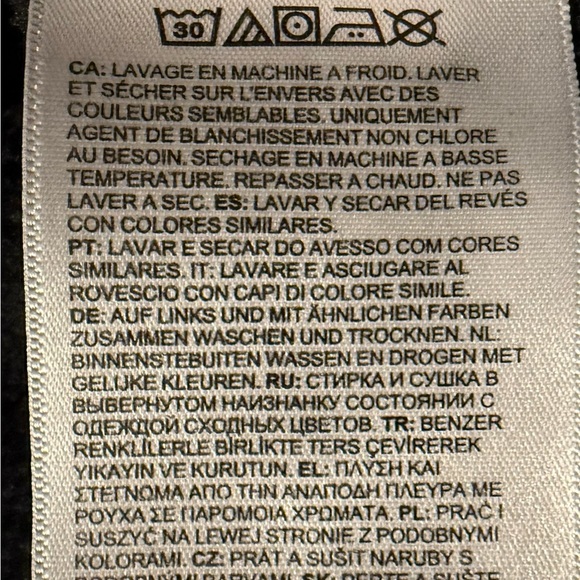 30
CA: LAVAGE EN MACHINE A FROID. LAVER
ET SÉCHER SUR L'ENVERS AVEC DES
COULEURS SEMBLABLES. UNIQUEMENT
AGENT DE BLANCHISSEMENT NON CHLORE
AU BESOIN. SECHAGE EN MACHINE A BASSE
TEMPERATURE. REPASSER A CHAUD. NE PAS
LAVER A SEC. ES: LAVAR Y SECAR DEL REVÉS
CON COLORES SIMILARES.
PT: LAVAR E SECAR DO AVESSO COM CORES
SIMILARES. IT: LAVARE E ASCIUGARE AL
ROVESCIO CON CAPI DI COLORE SIMILE.
DE: AUF LINKS UND MIT ÄHNLICHEN FARBEN
ZUSAMMEN WASCHEN UND TROCKNEN. NL:
BINNENSTEBUITEN WASSEN EN DROGEN MET
GELIJKE KLEUREN. RU: СТИРКА И СУШКА В
ВЫВЕРНУТОМ НАИЗНАНКУ СОСТОЯНИИ С
ОДЕЖДОЙ СХОДНЫХ ЦВЕТОВ. TR: BENZER
RENKLİLERLE BİRLİKTE TERS ÇEVİREREK
YIKAYIN VE KURUTUN. EL: ΠΛΥΣΗ ΚΑΙ
ΣΤΕΓΝΩΜΑ ΑΠΟ ΤΗΝ ΑΝΑΠΟΔΗ ΠΛΕΥΡΑ ΜΕ
ΡΟΥΧΑ ΣΕ ΠΑΡΟΜΟΙΑ ΧΡΩΜΑΤΑ. PL: PRAĆ I
SUSZYĆ NA LEWEJ STRONIE Z PODOBNYMI
KOLORAMI. CZ: PRÁT A SUŠIT NARUBY S